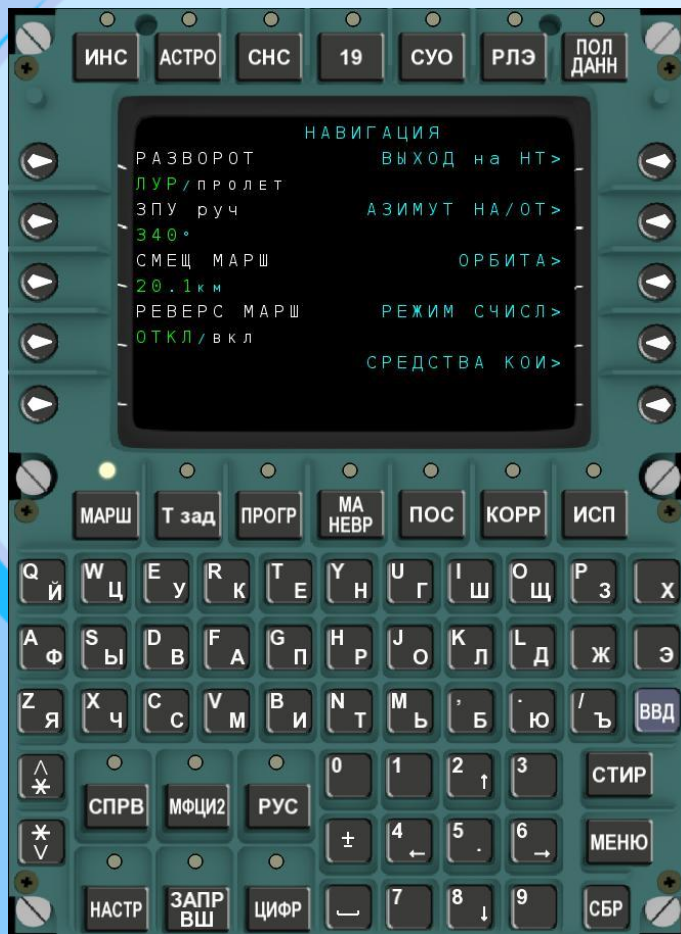 ИНС АСТРО СНС 19 СУО РЛЭ ПОЛ ДАНН
НАВИГАЦИЯ
РАЗВОРОТ ВЫХОД на НТ>
ЛУР/пролет
ЗПУ руч АЗИМУТ НА/ОТ>
340°
СМЕЩ МАРШ ОРБИТА>
20.1км
РЕВЕРС МАРШ РЕЖИМ СЧИСЛ>
ОТКЛ/вкл
СРЕДСТВА КОИ>
МАРШ Т зад ПРОГР МА НЕВР ПОС КОРР ИСП
Q Й W Ц E У R К T Е Y Н U Г I Ш O Щ P З Х
A Ф S Ы D В F А G П H Р J О K Л L Д Ж Э
Z Я X Ч C С V М B И N Т M Ь , Б . Ю / Ъ ВВД
^ * СПРВ МФЦИ2 РУС 0 1 2 ↑ 3 СТИР
* v ± 4 ← 5 . 6 → МЕНЮ
НАСТР ЗАПР ВШ ЦИФР 7 8 ↓ 9 СБР